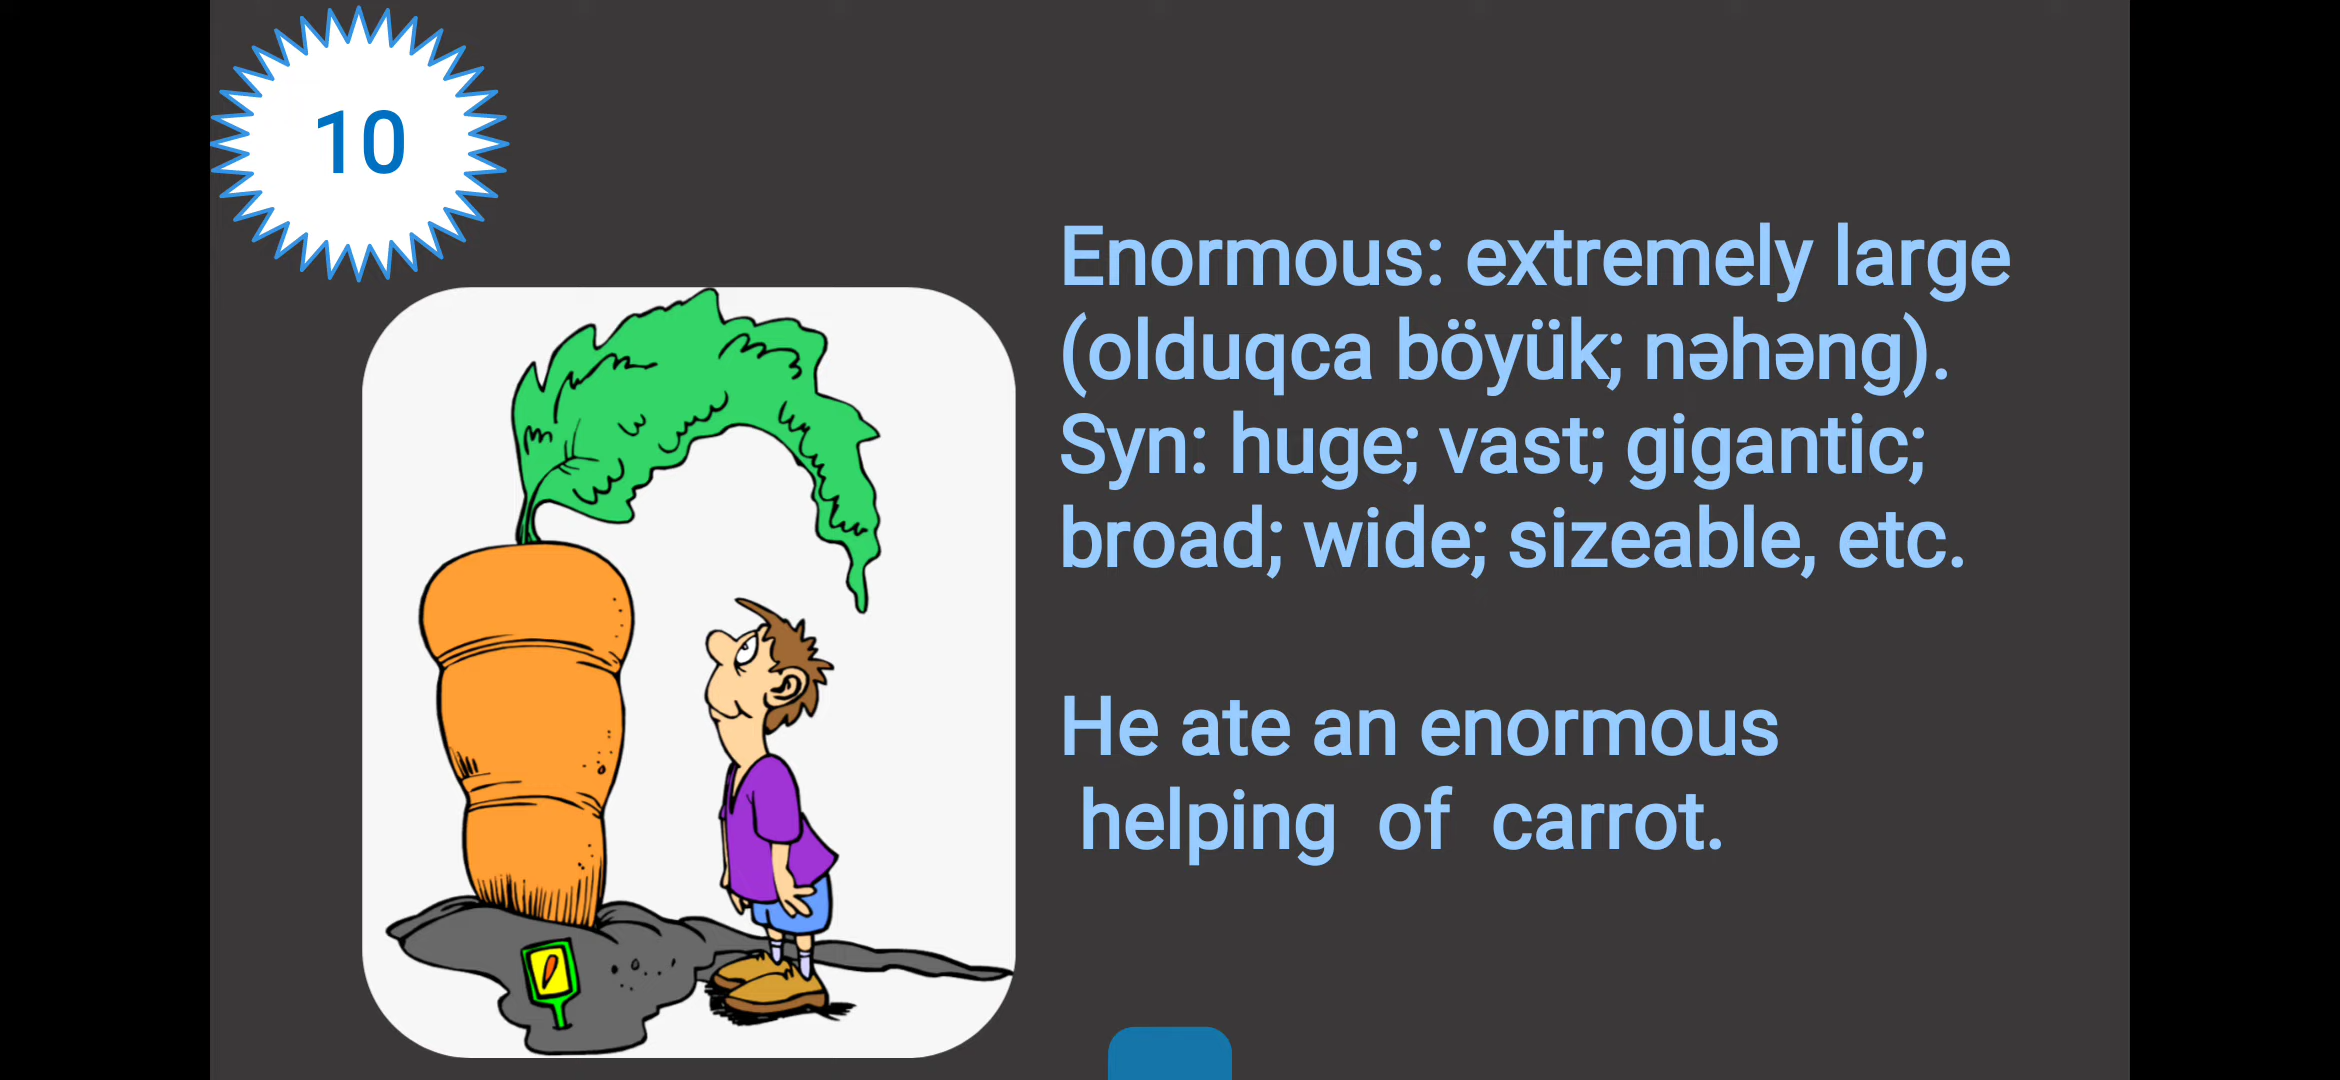 10
Enormous: extremely large
(olduqca böyük; nəhəng).
Syn: huge; vast; gigantic;
broad; wide; sizeable, etc.
He ate an enormous
helping of carrot.